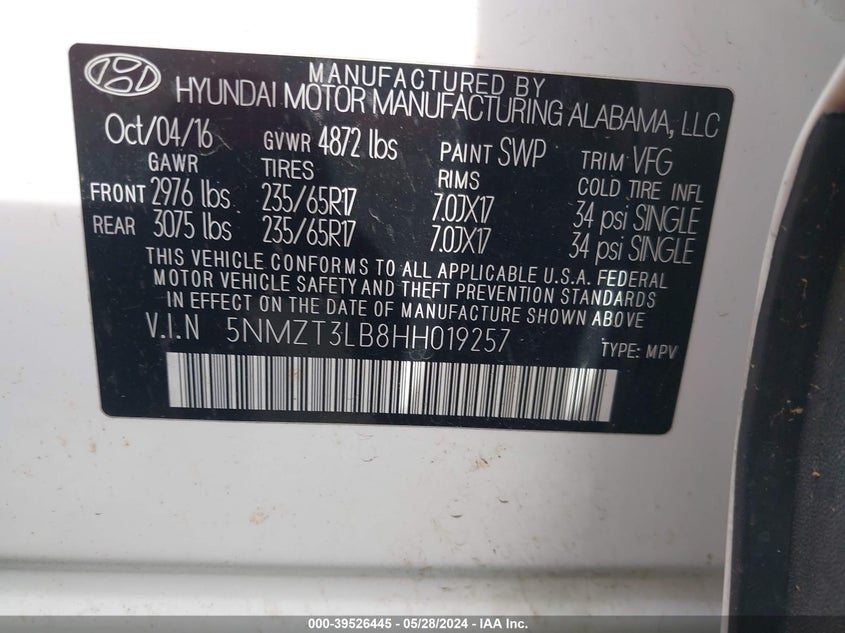 MANUFACTURED BY
HYUNDAI MOTOR MANUFACTURING ALABAMA, LLC
Oct/04/16 GVWR 4872 lbs PAINT SWP TRIM VFG
GAWR TIRES RIMS COLD TIRE INFL
FRONT 2976 lbs 235/65R17 7.0JX17 34 psi SINGLE
REAR 3075 lbs 235/65R17 7.0JX17 34 psi SINGLE
THIS VEHICLE CONFORMS TO ALL APPLICABLE U.S.A. FEDERAL
MOTOR VEHICLE SAFETY AND THEFT PREVENTION STANDARDS
IN EFFECT ON THE DATE OF MANUFACTURE SHOWN ABOVE.
V.I.N 5NMZT3LB8HH019257 TYPE: MPV
000-39526445 - 05/28/2024 - IAA Inc.